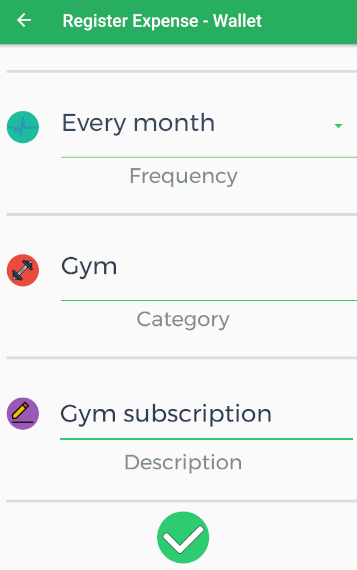 Register Expense - Wallet
Every month
Frequency
Gym
Category
Gym subscription
Description